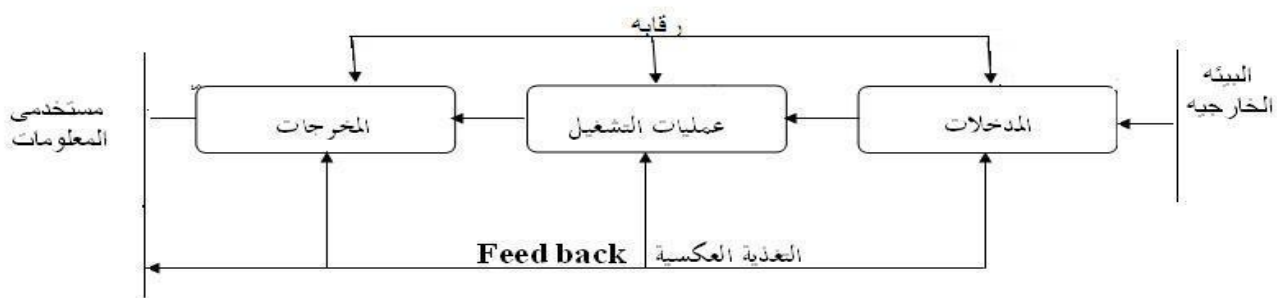 رقابه
البيئه
الخارجيه
المدخلات
عمليات التشغيل
المخرجات
مستخدمى
المعلومات
التغذية العكسية Feed back